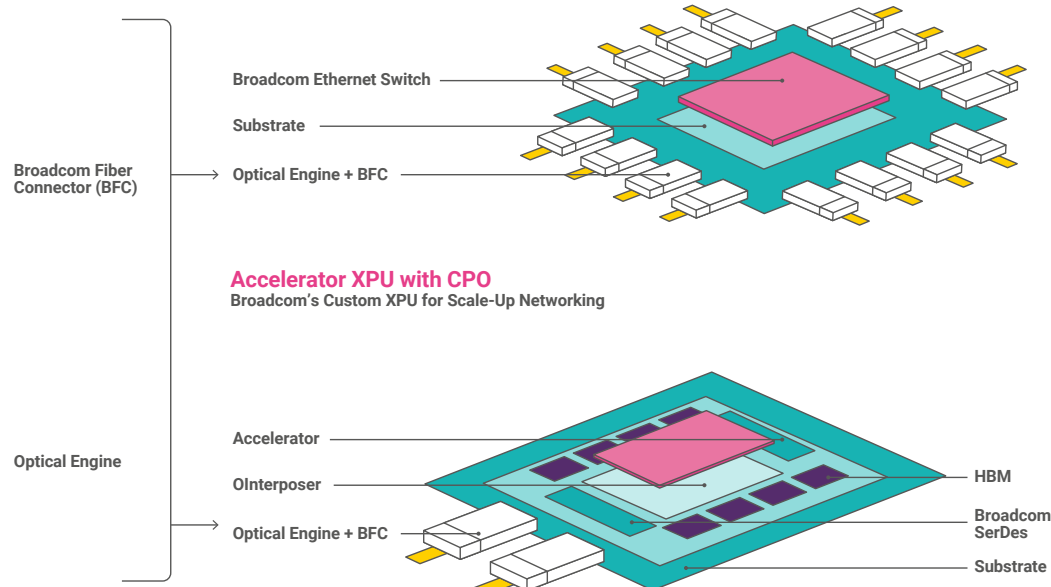 Broadcom Ethernet Switch
Substrate
Broadcom Fiber
Connector (BFC)
Optical Engine + BFC
Accelerator XPU with CPO
Broadcom's Custom XPU for Scale-Up Networking
Accelerator
Optical Engine
OInterposer
HBM
Optical Engine + BFC
Broadcom
SerDes
Substrate